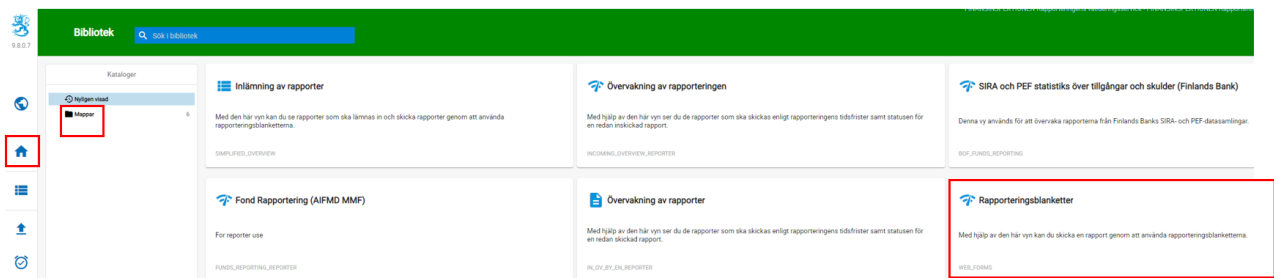 9.8.0.7
Bibliotek
Sök i bibliotek
Kataloger
Nyligen visad
Mappar
6
Inlämning av rapporter
Med den här vyn kan du se rapporter som ska lämnas in och skicka rapporter genom att använda
rapporteringsblanketterna.
SIMPLIFIED_OVERVIEW
Övervakning av rapporteringen
Med hjälp av den här vyn ser du de rapporter som ska skickas enligt rapporteringens tidsfrister samt statusen för
en redan inskickad rapport.
INCOMING_OVERVIEW_REPORTER
SIRA och PEF statistiks över tillgångar och skulder (Finlands Bank)
Denna vy används för att övervaka rapporterna från Finlands Banks SIRA- och PEF-datasamlingar.
BOF_FUNDS_REPORTING
Fond Rapportering (AIFMD MMF)
For reporter use
FUNDS_REPORTING_REPORTER
Övervakning av rapporter
Med hjälp av den här vyn ser du de rapporter som ska skickas enligt rapporteringens tidsfrister samt statusen för
en redan skickad rapport.
IN_OV_BY_EN_REPORTER
Rapporteringsblanketter
Med hjälp av den här vyn kan du skicka en rapport genom att använda rapporteringsblanketterna.
WEB_FORMS